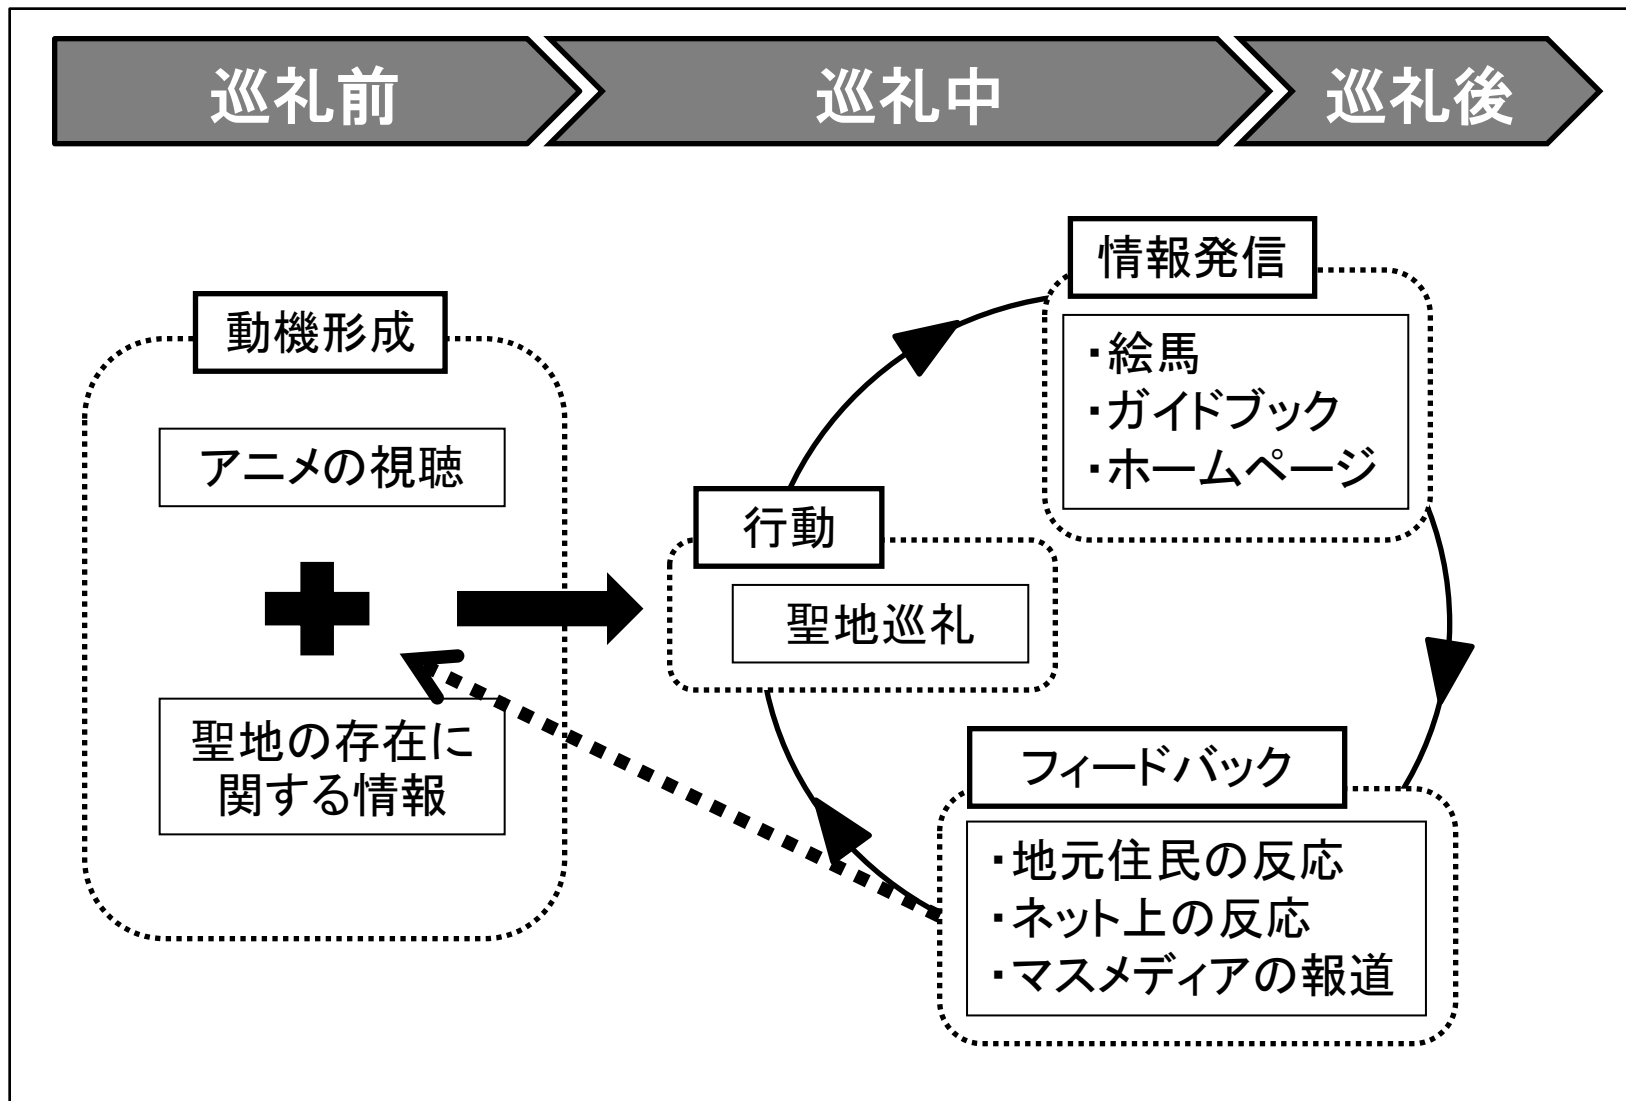 巡礼前
巡礼中
巡礼後
動機形成
アニメの視聴
聖地の存在に
関する情報
行動
聖地巡礼
情報発信
・絵馬
・ガイドブック
・ホームページ
フィードバック
・地元住民の反応
・ネット上の反応
・マスメディアの報道